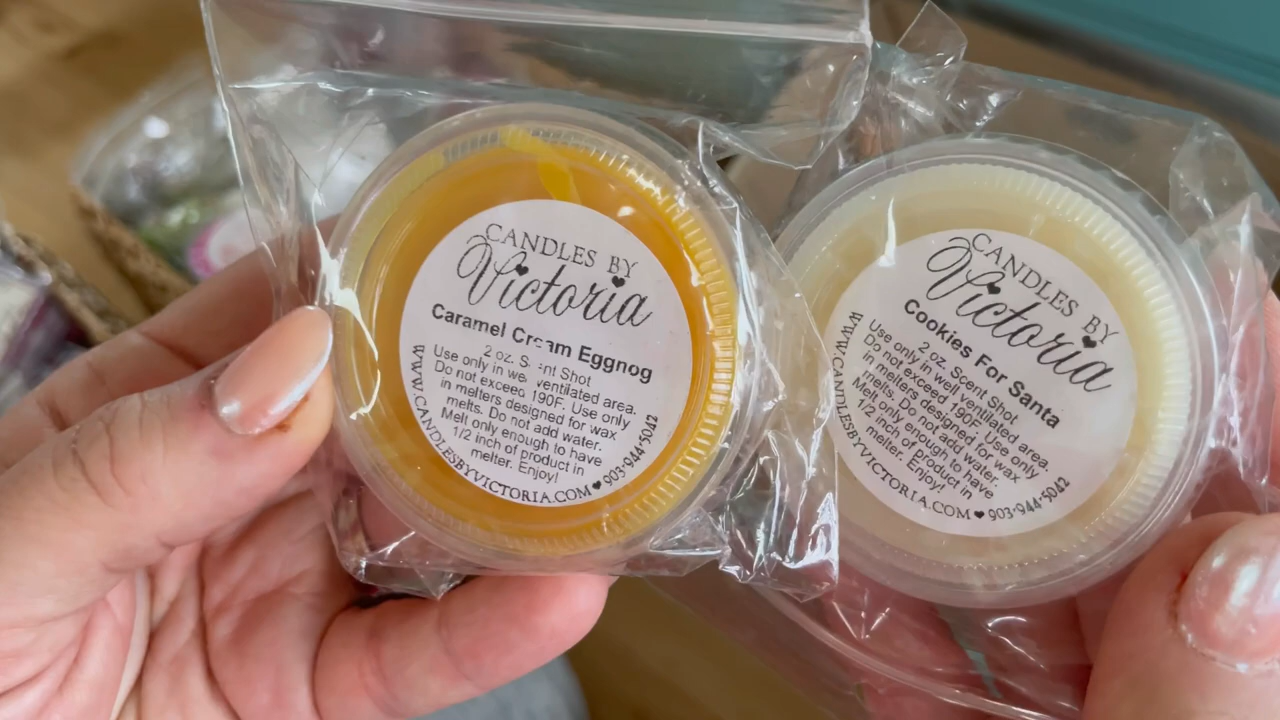 CANDLES BY
Victoria
Caramel Cream Eggnog
2 oz. Scent Shot
Use only in well ventilated area.
Do not exceed 190F. Use only
in melters designed for wax
melts. Do not add water.
Melt only enough to have
1/2 inch of product in
melter. Enjoy!
WWW.CANDLESBYVICTORIA.COM ♥ 903-944-5042
CANDLES BY
Victoria
Cookies For Santa
2 oz. Scent Shot
Use only in well ventilated area.
Do not exceed 190F. Use only
in melters designed for wax
melts. Do not add water.
Melt only enough to have
1/2 inch of product in
melter. Enjoy!
WWW.CANDLESBYVICTORIA.COM ♥ 903-944-5042